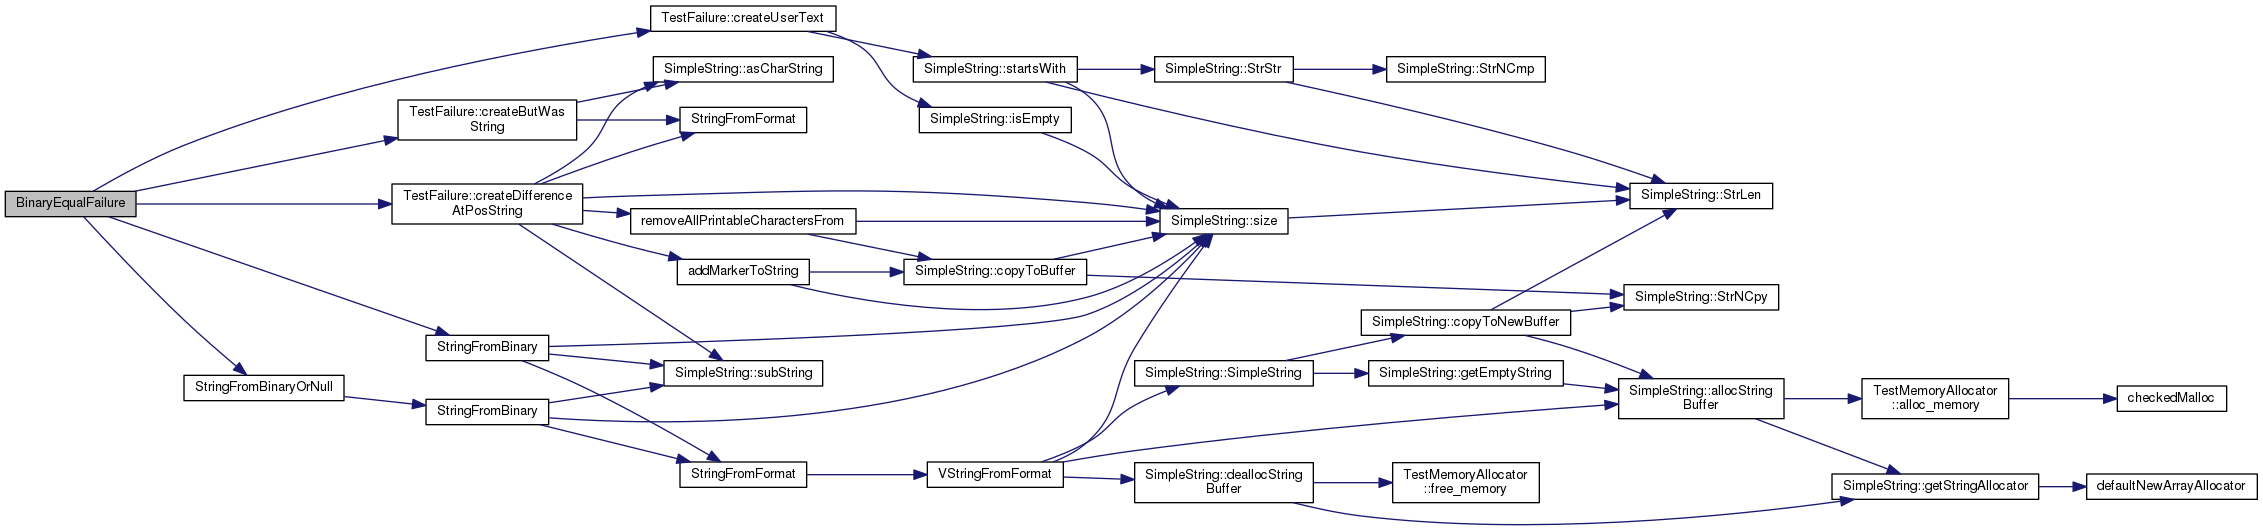 BinaryEqualFailure
TestFailure::createUserText
TestFailure::createButWas
String
TestFailure::createDifference
AtPosString
StringFromBinary
StringFromBinaryOrNull
StringFromBinary
SimpleString::asCharString
StringFromFormat
removeAllPrintableCharactersFrom
addMarkerToString
SimpleString::subString
StringFromFormat
SimpleString::startsWith
SimpleString::isEmpty
SimpleString::copyToBuffer
VStringFromFormat
SimpleString::StrStr
SimpleString::size
SimpleString::SimpleString
SimpleString::deallocString
Buffer
SimpleString::StrNCmp
SimpleString::copyToNewBuffer
SimpleString::getEmptyString
TestMemoryAllocator
::free_memory
SimpleString::StrLen
SimpleString::StrNCpy
SimpleString::allocString
Buffer
TestMemoryAllocator
::alloc_memory
SimpleString::getStringAllocator
checkedMalloc
defaultNewArrayAllocator